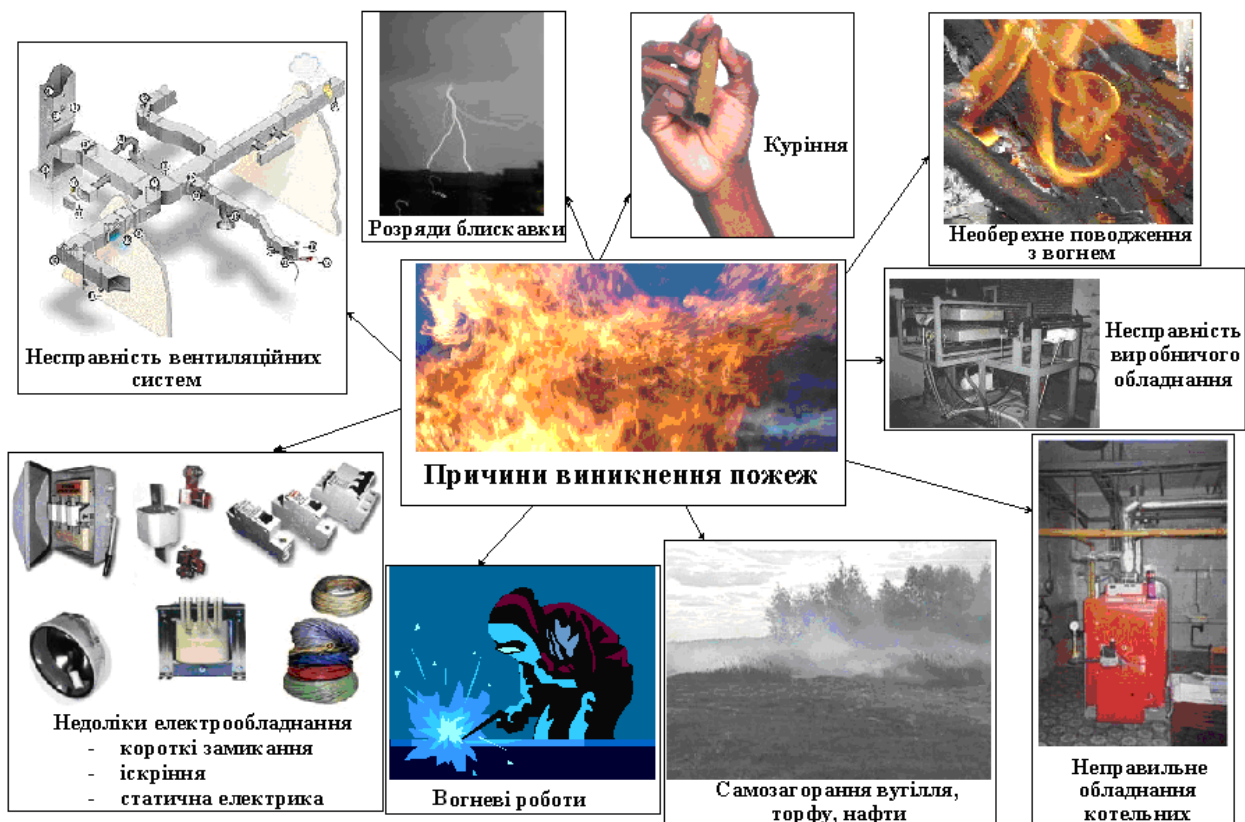 Розряди блискавки
Куріння
Необережне поводження
з вогнем
Несправність вентиляційних
систем
Несправність
виробничого
обладнання
Причини виникнення пожеж
Недоліки електрообладнання
- короткі замикання
- іскріння
- статична електрика
Вогневі роботи
Самозагорання вугілля,
торфу, нафти
Неправильне
обладнання
котельних